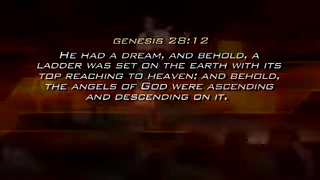 GENESIS 28:12
HE HAD A DREAM, AND BEHOLD, A
LADDER WAS SET ON THE EARTH WITH ITS
TOP REACHING TO HEAVEN; AND BEHOLD,
THE ANGELS OF GOD WERE ASCENDING
AND DESCENDING ON IT.